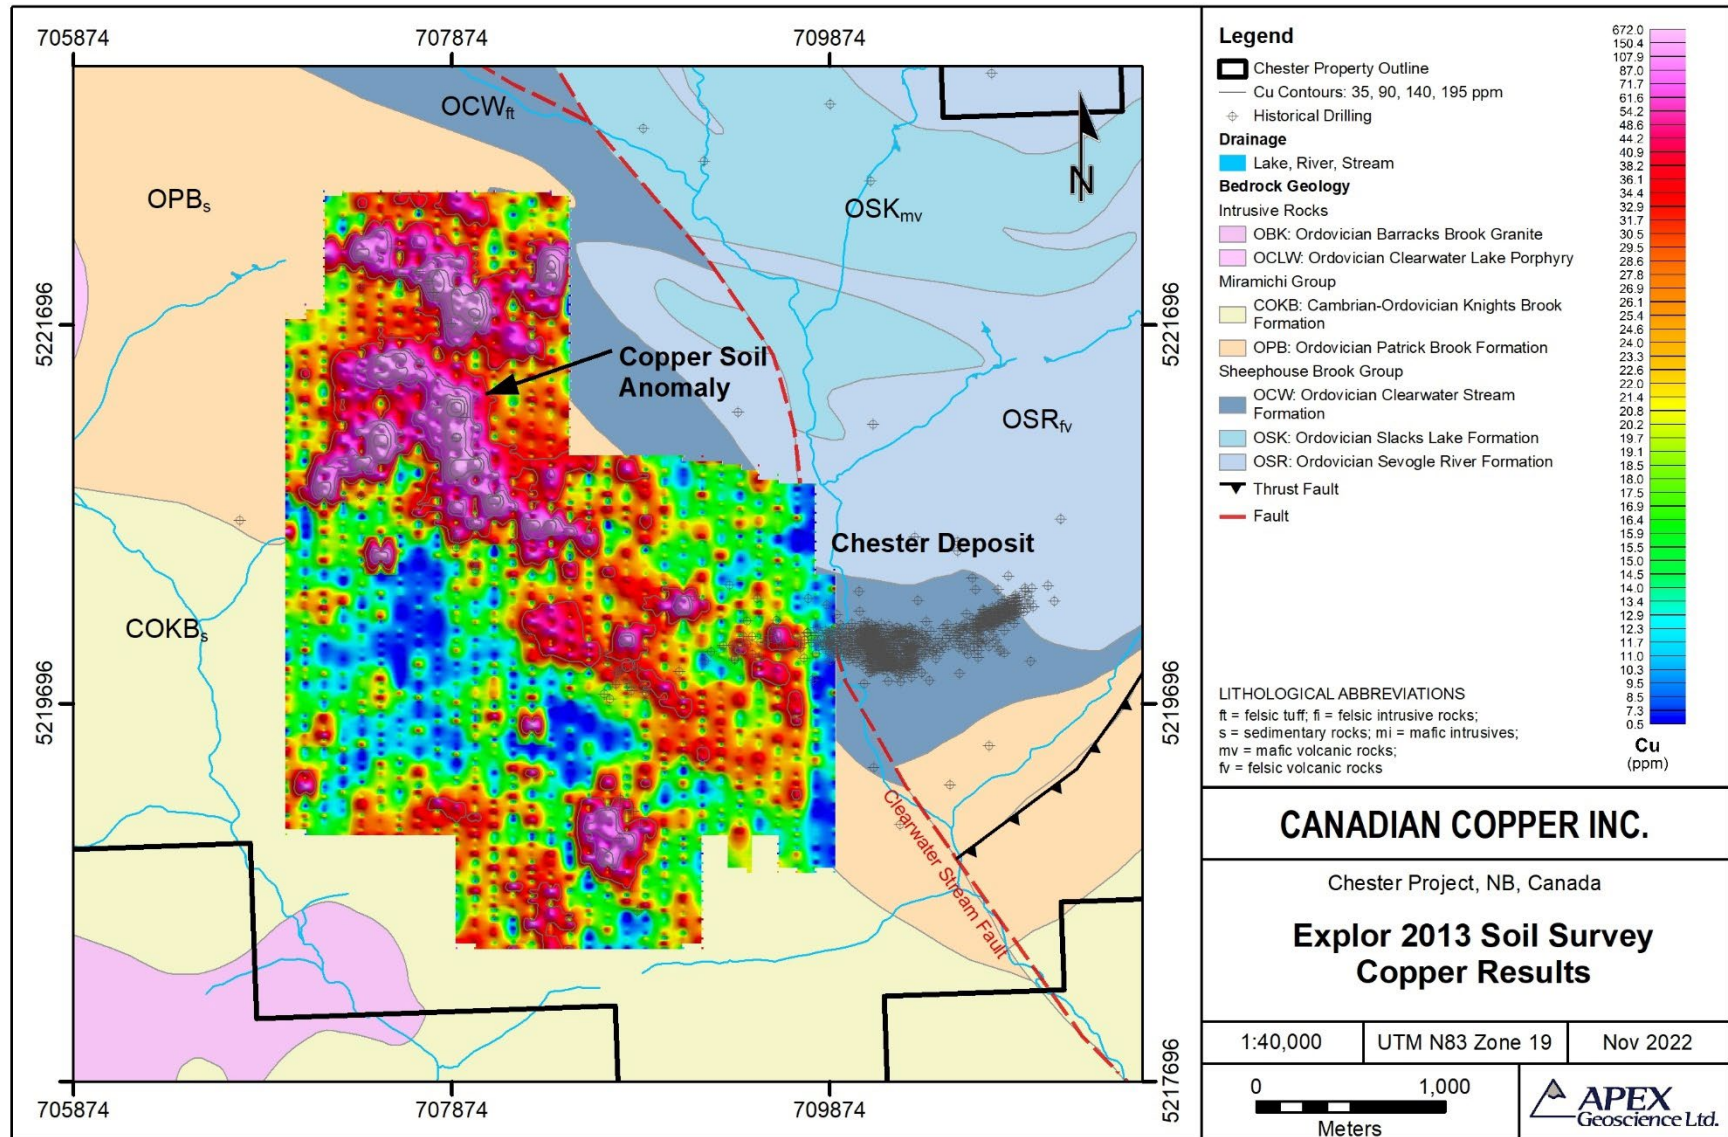 705874
707874
709874
5221696
5219696
5217696
5221696
5219696
705874
707874
709874
OCWft
OPBs
OSKmv
N
Copper Soil
Anomaly
OSRfv
Chester Deposit
COKBs
Clearwater Stream Fault
Legend
Chester Property Outline
Cu Contours: 35, 90, 140, 195 ppm
Historical Drilling
Drainage
Lake, River, Stream
Bedrock Geology
Intrusive Rocks
OBK: Ordovician Barracks Brook Granite
OCLW: Ordovician Clearwater Lake Porphyry
Miramichi Group
COKB: Cambrian-Ordovician Knights Brook
Formation
OPB: Ordovician Patrick Brook Formation
Sheephouse Brook Group
OCW: Ordovician Clearwater Stream
Formation
OSK: Ordovician Slacks Lake Formation
OSR: Ordovician Sevogle River Formation
Thrust Fault
Fault
LITHOLOGICAL ABBREVIATIONS
ft = felsic tuff; fi = felsic intrusive rocks;
s = sedimentary rocks; mi = mafic intrusives;
mv = mafic volcanic rocks;
fv = felsic volcanic rocks
672.0
150.4
107.9
87.0
71.7
61.6
54.2
48.6
44.2
40.9
38.2
36.1
34.4
32.9
31.7
30.5
29.5
28.6
27.8
26.9
26.1
25.4
24.6
24.0
23.3
22.6
22.0
21.4
20.8
20.2
19.7
19.1
18.5
18.0
17.5
16.9
16.4
15.9
15.5
15.0
14.5
14.0
13.4
12.9
12.3
11.7
11.0
10.3
9.5
8.5
7.3
0.5
Cu
(ppm)
CANADIAN COPPER INC.
Chester Project, NB, Canada
Explor 2013 Soil Survey
Copper Results
1:40,000
UTM N83 Zone 19
Nov 2022
0 1,000
Meters
APEX
Geoscience Ltd.